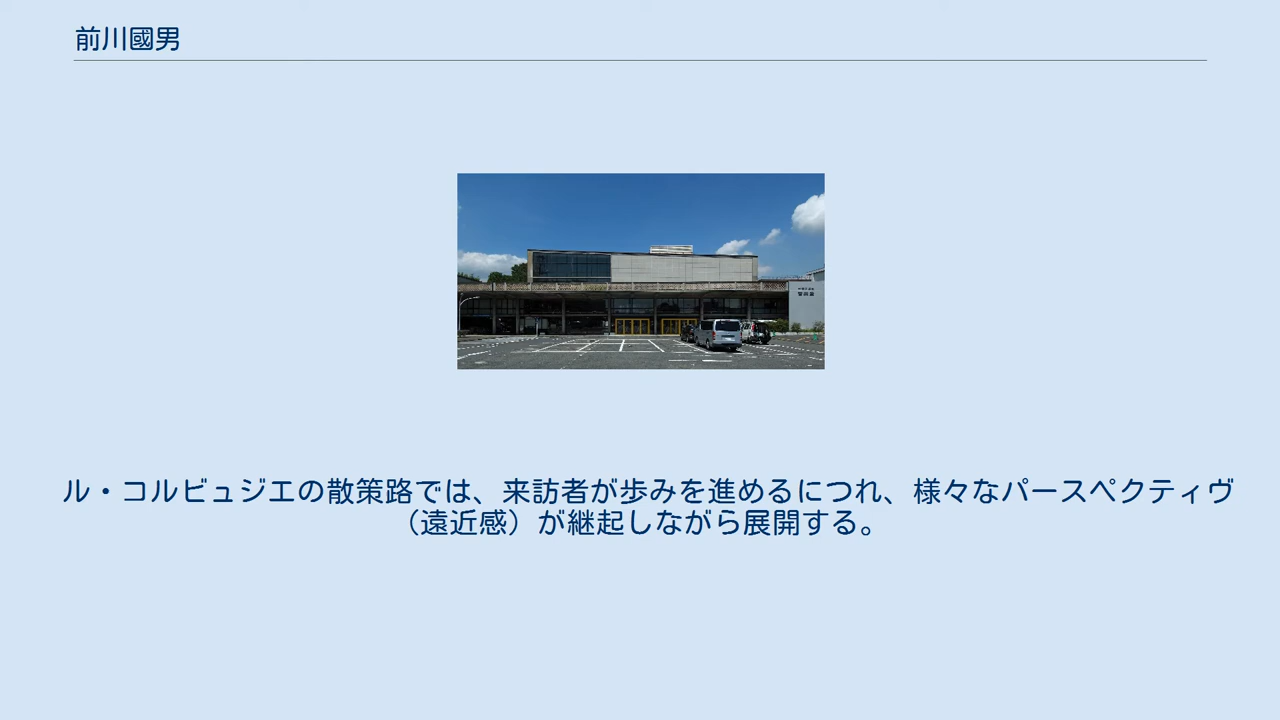 前川國男
ル・コルビュジエの散策路では、来訪者が歩みを進めるにつれ、様々なパースペクティヴ
（遠近感）が継起しながら展開する。